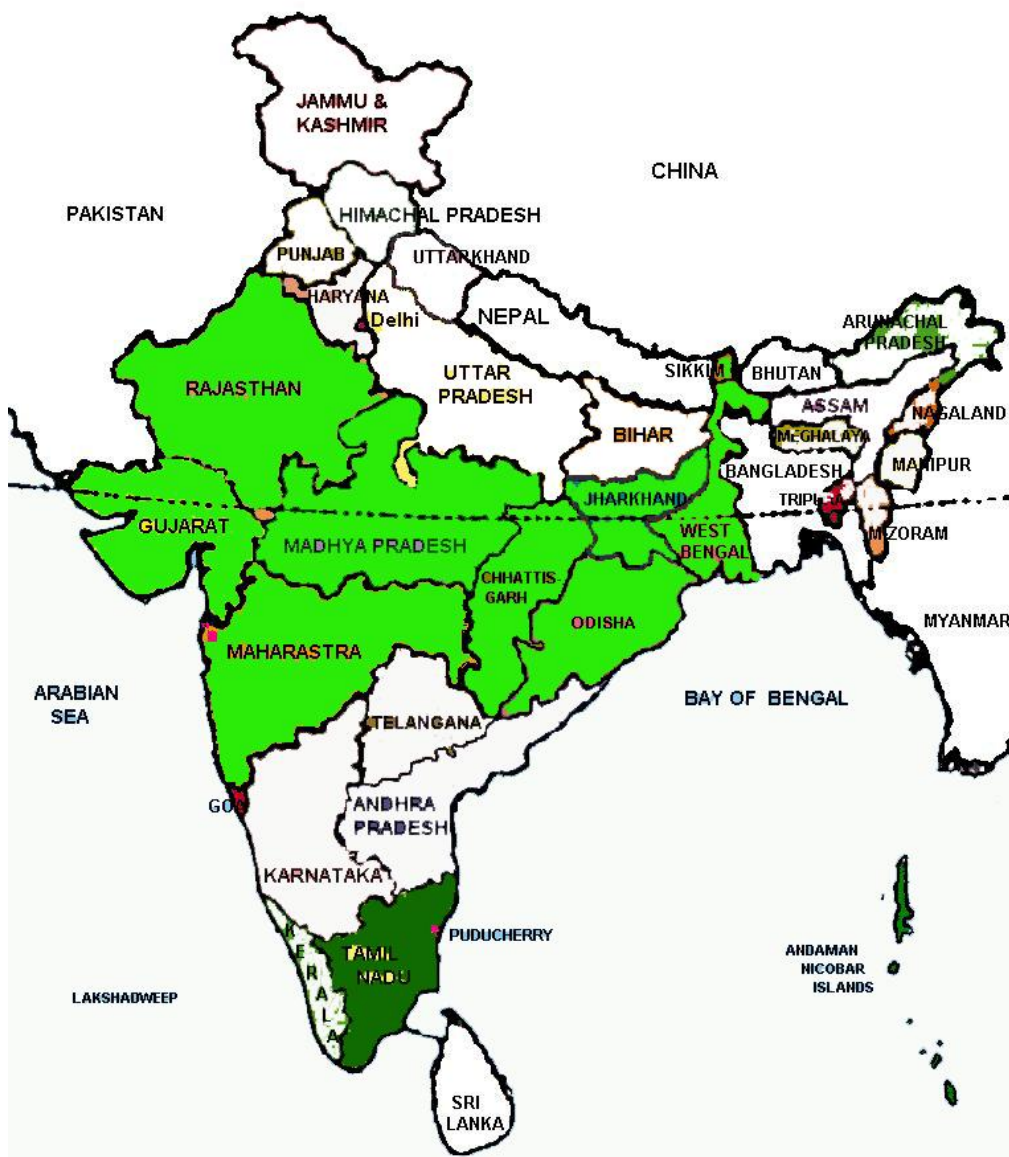 JAMMU &
KASHMIR
CHINA
PAKISTAN
HIMACHAL PRADESH
PUNJAB
UTTARKHAND
HARYANA
Delhi
NEPAL
ARUNACHAL
PRADESH
SIKKIM
BHUTAN
RAJASTHAN
UTTAR
PRADESH
ASSAM
NAGALAND
BIHAR
MEGHALAYA
MANIPUR
BANGLADESH
JHARKHAND
GUJARAT
MADHYA PRADESH
WEST
BENGAL
MIZORAM
CHHATTIS-
GARH
ODISHA
MYANMAR
MAHARASTRA
ARABIAN
SEA
BAY OF BENGAL
TELANGANA
GOA
ANDHRA
PRADESH
KARNATAKA
PUDUCHERRY
KERALA
TAMIL
NADU
ANDAMAN
NICOBAR
ISLANDS
LAKSHADWEEP
SRI
LANKA